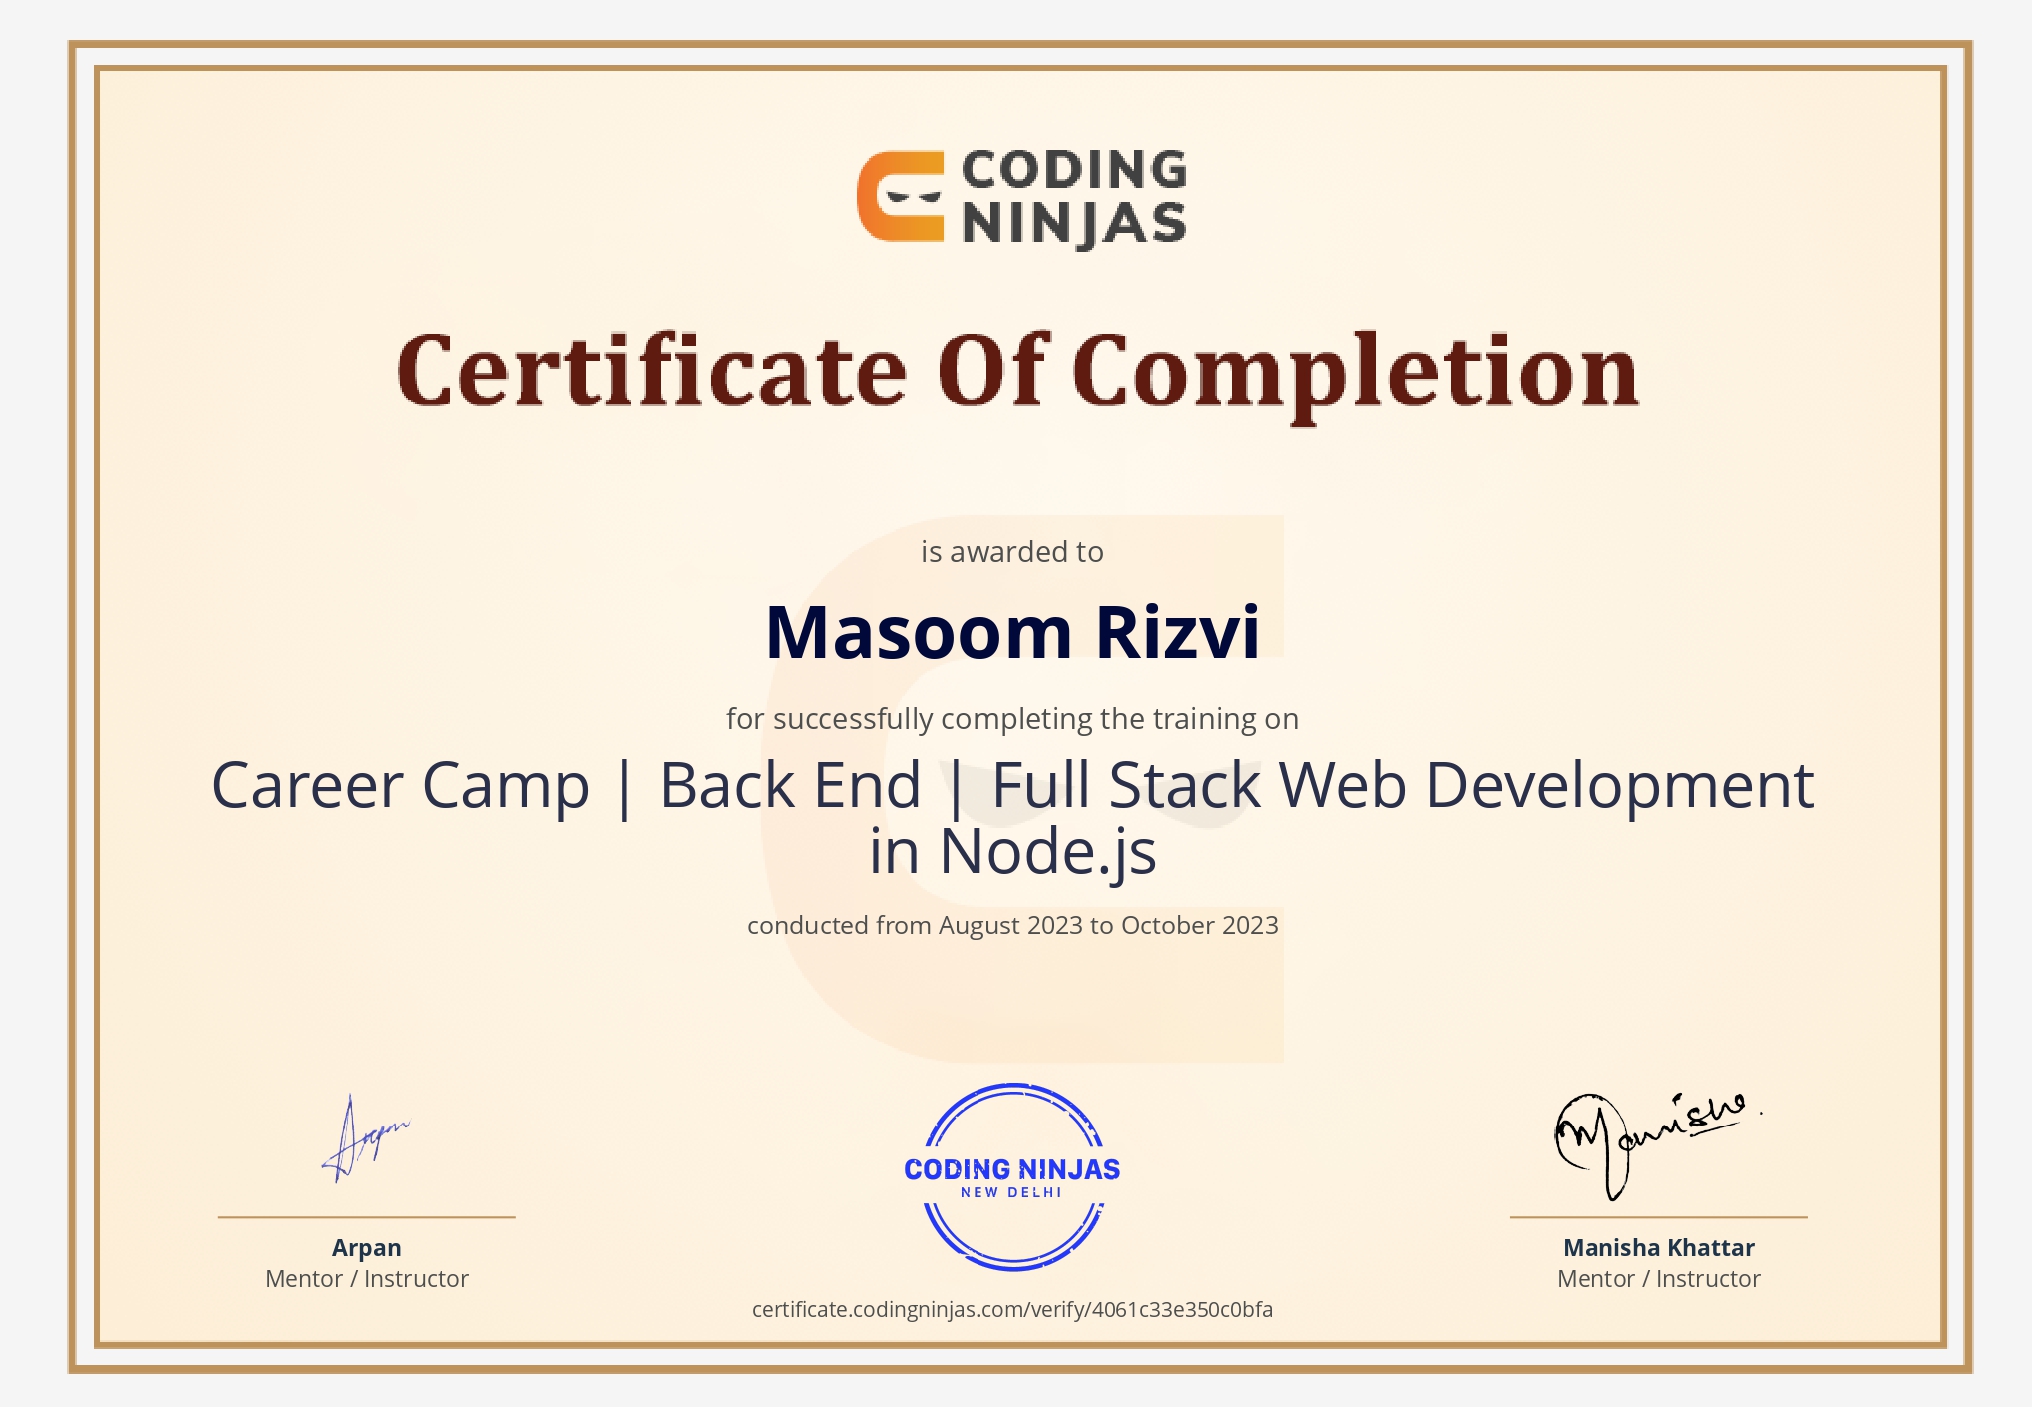 CODING
NINJAS
Certificate Of Completion
is awarded to
Masoom Rizvi
for successfully completing the training on
Career Camp | Back End | Full Stack Web Development
in Node.js
conducted from August 2023 to October 2023
Arpan
Manisha
CODING NINJAS
NEW DELHI
Arpan
Mentor / Instructor
Manisha Khattar
Mentor / Instructor
certificate.codingninjas.com/verify/4061c33e350c0bfa